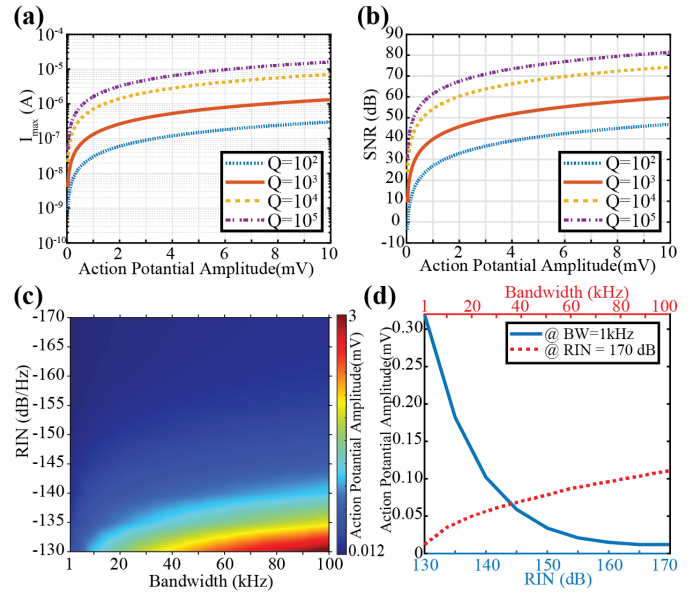 (a)
10⁻⁴
10⁻⁵
10⁻⁶
10⁻⁷
10⁻⁸
10⁻⁹
10⁻¹⁰
I_max (A)
Q=10²
Q=10³
Q=10⁴
Q=10⁵
0 2 4 6 8 10
Action Potential Amplitude(mV)
(b)
90
80
70
60
50
40
30
20
10
0
-10
SNR (dB)
Q=10²
Q=10³
Q=10⁴
Q=10⁵
0 2 4 6 8 10
Action Potential Amplitude(mV)
(c)
-170
-165
-160
-155
-150
-145
-140
-135
-130
RIN (dB/Hz)
1 20 40 60 80 100
Bandwidth (kHz)
3
Action Potential Amplitude(mV)
0.012
(d)
Bandwidth (kHz)
1 20 40 60 80 100
0.30
0.20
0.15
0.10
0.05
0
Action Potential Amplitude(mV)
@ BW=1kHz
@ RIN = 170 dB
130 140 150 160 170
RIN (dB)